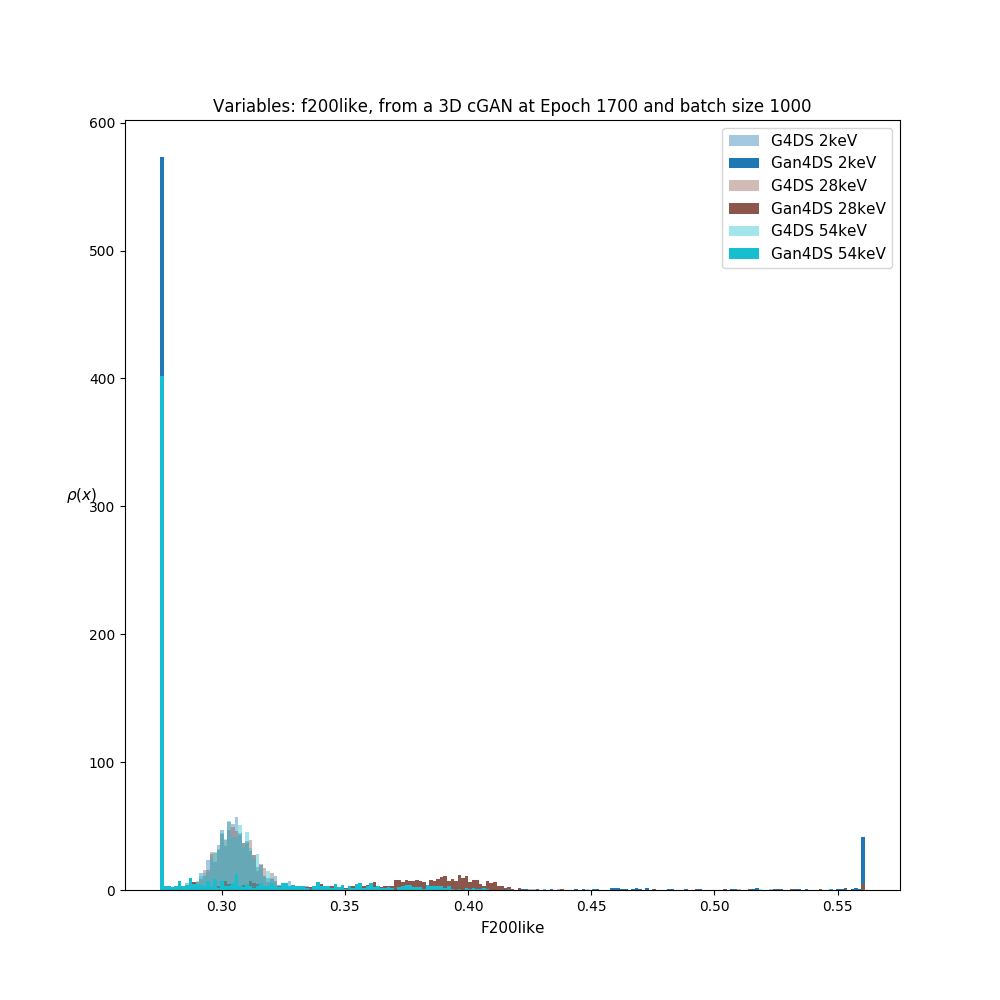 Variables: f200like, from a 3D cGAN at Epoch 1700 and batch size 1000
600
500
400
300
200
100
0
ρ(x)
G4DS 2keV
Gan4DS 2keV
G4DS 28keV
Gan4DS 28keV
G4DS 54keV
Gan4DS 54keV
0.30 0.35 0.40 0.45 0.50 0.55
F200like